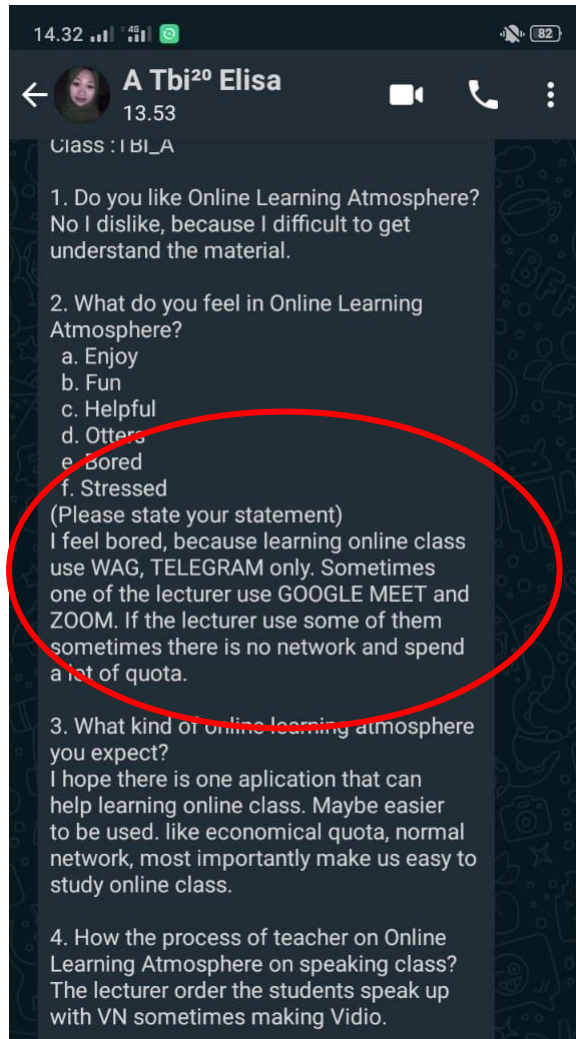 14.32
4G
82
A Tbi²⁰ Elisa
13.53
Class :TBI_A
1. Do you like Online Learning Atmosphere?
No I dislike, because I difficult to get
understand the material.
2. What do you feel in Online Learning
Atmosphere?
a. Enjoy
b. Fun
c. Helpful
d. Otters
e. Bored
f. Stressed
(Please state your statement)
I feel bored, because learning online class
use WAG, TELEGRAM only. Sometimes
one of the lecturer use GOOGLE MEET and
ZOOM. If the lecturer use some of them
sometimes there is no network and spend
a lot of quota.
3. What kind of online learning atmosphere
you expect?
I hope there is one aplication that can
help learning online class. Maybe easier
to be used. like economical quota, normal
network, most importantly make us easy to
study online class.
4. How the process of teacher on Online
Learning Atmosphere on speaking class?
The lecturer order the students speak up
with VN sometimes making Vidio.